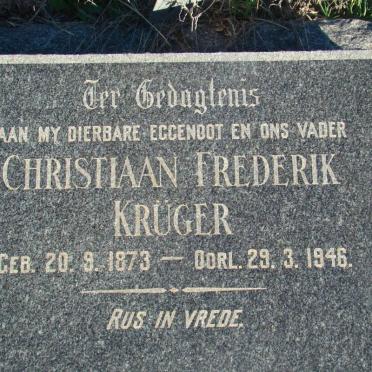 Ter Gedagtenis
AAN MY DIERBARE EGGENOOT EN ONS VADER
CHRISTIAAN FREDERIK
KRÜGER
GEB. 20. 9. 1873 — OORL. 29. 3. 1946.
RUS IN VREDE.